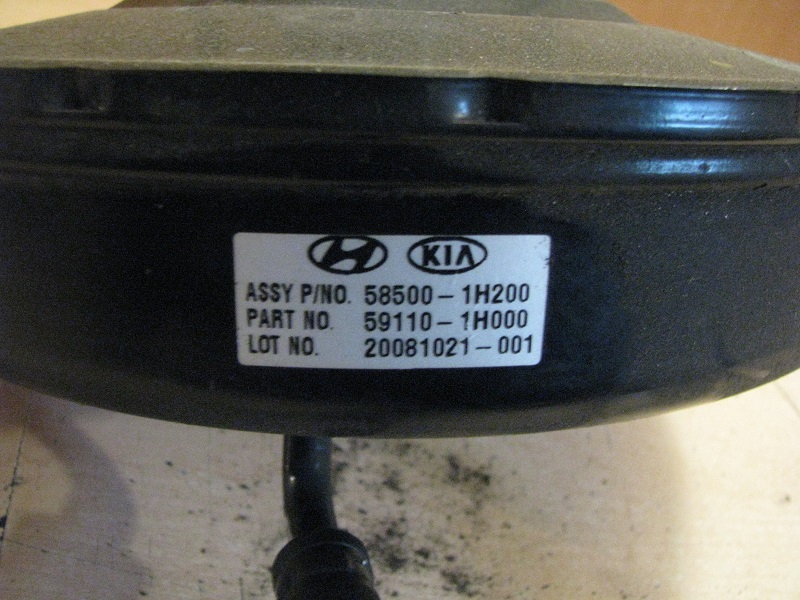 KIA
ASSY P/NO. 58500-1H200
PART NO. 59110-1H000
LOT NO. 20081021-001